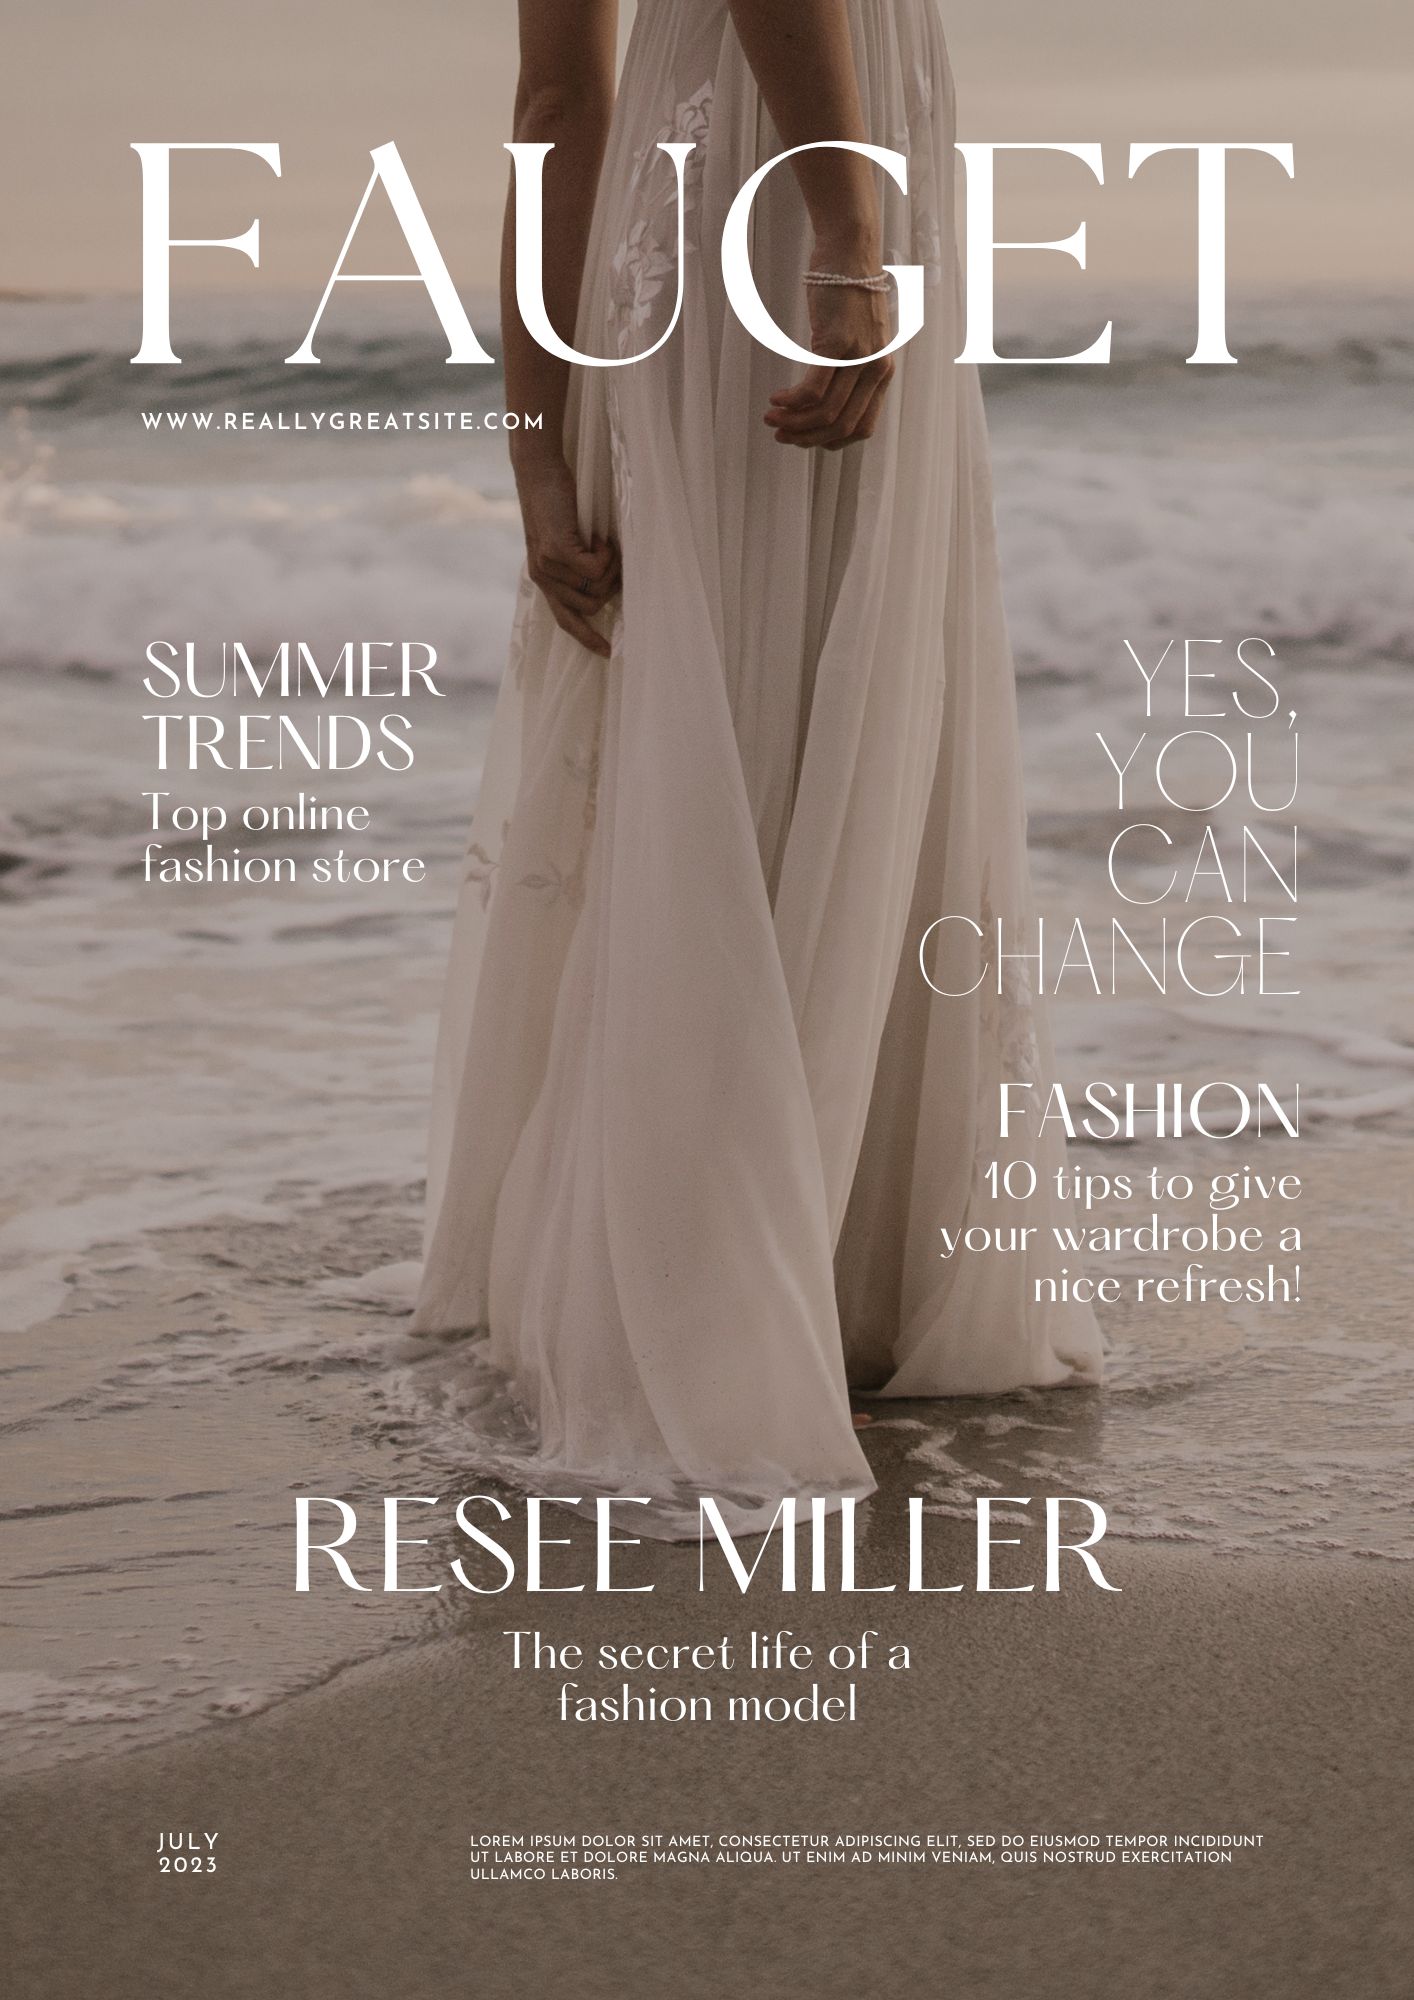 FAUGET
WWW.REALLYGREATSITE.COM
SUMMER
TRENDS
Top online
fashion store
YES,
YOU
CAN
CHANGE
FASHION
10 tips to give
your wardrobe a
nice refresh!
RESEE MILLER
The secret life of a
fashion model
JULY
2023
LOREM IPSUM DOLOR SIT AMET, CONSECTETUR ADIPISCING ELIT, SED DO EIUSMOD TEMPOR INCIDIDUNT
UT LABORE ET DOLORE MAGNA ALIQUA. UT ENIM AD MINIM VENIAM, QUIS NOSTRUD EXERCITATION
ULLAMCO LABORIS.